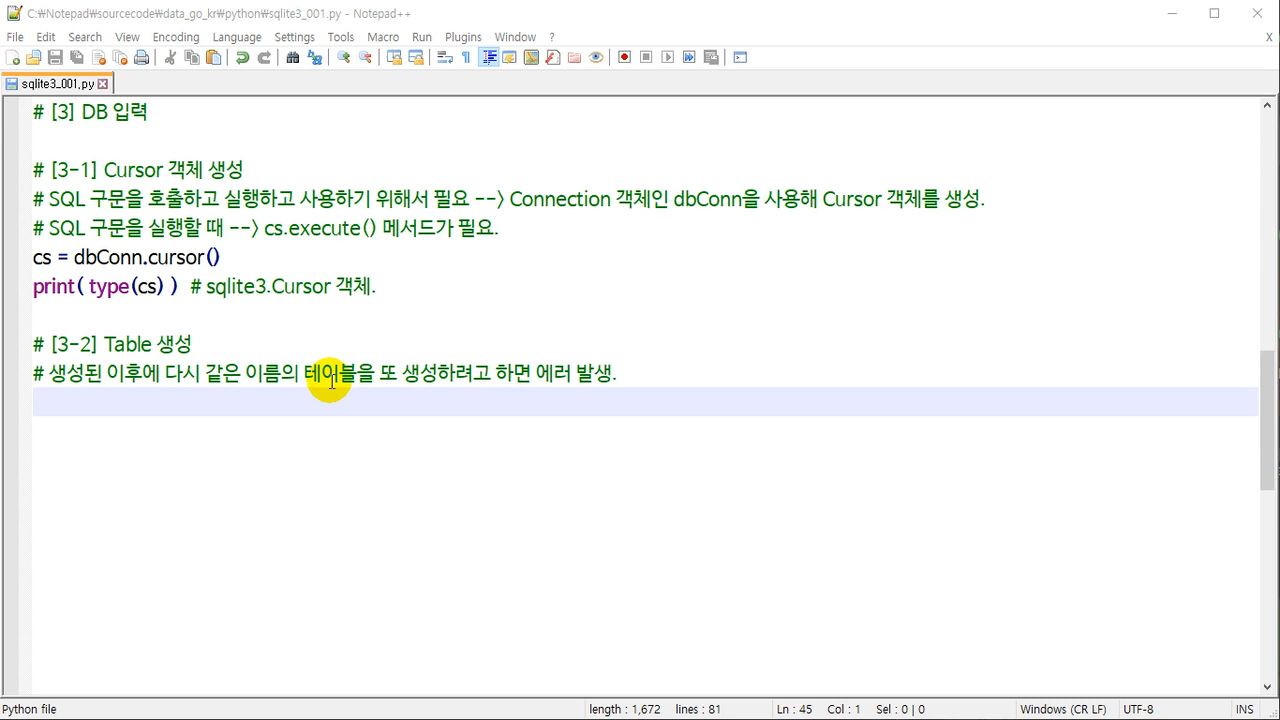 C:₩Notepad₩sourcecode₩data_go_kr₩python₩sqlite3_001.py - Notepad++
File Edit Search View Encoding Language Settings Tools Macro Run Plugins Window ? X
sqlite3_001.py
# [3] DB 입력
# [3-1] Cursor 객체 생성
# SQL 구문을 호출하고 실행하고 사용하기 위해서 필요 --> Connection 객체인 dbConn을 사용해 Cursor 객체를 생성.
# SQL 구문을 실행할 때 --> cs.execute() 메서드가 필요.
cs = dbConn.cursor()
print( type(cs) ) # sqlite3.Cursor 객체.
# [3-2] Table 생성
# 생성된 이후에 다시 같은 이름의 테이블을 또 생성하려고 하면 에러 발생.
Python file length : 1,672 lines : 81 Ln : 45 Col : 1 Sel : 0 | 0 Windows (CR LF) UTF-8 INS